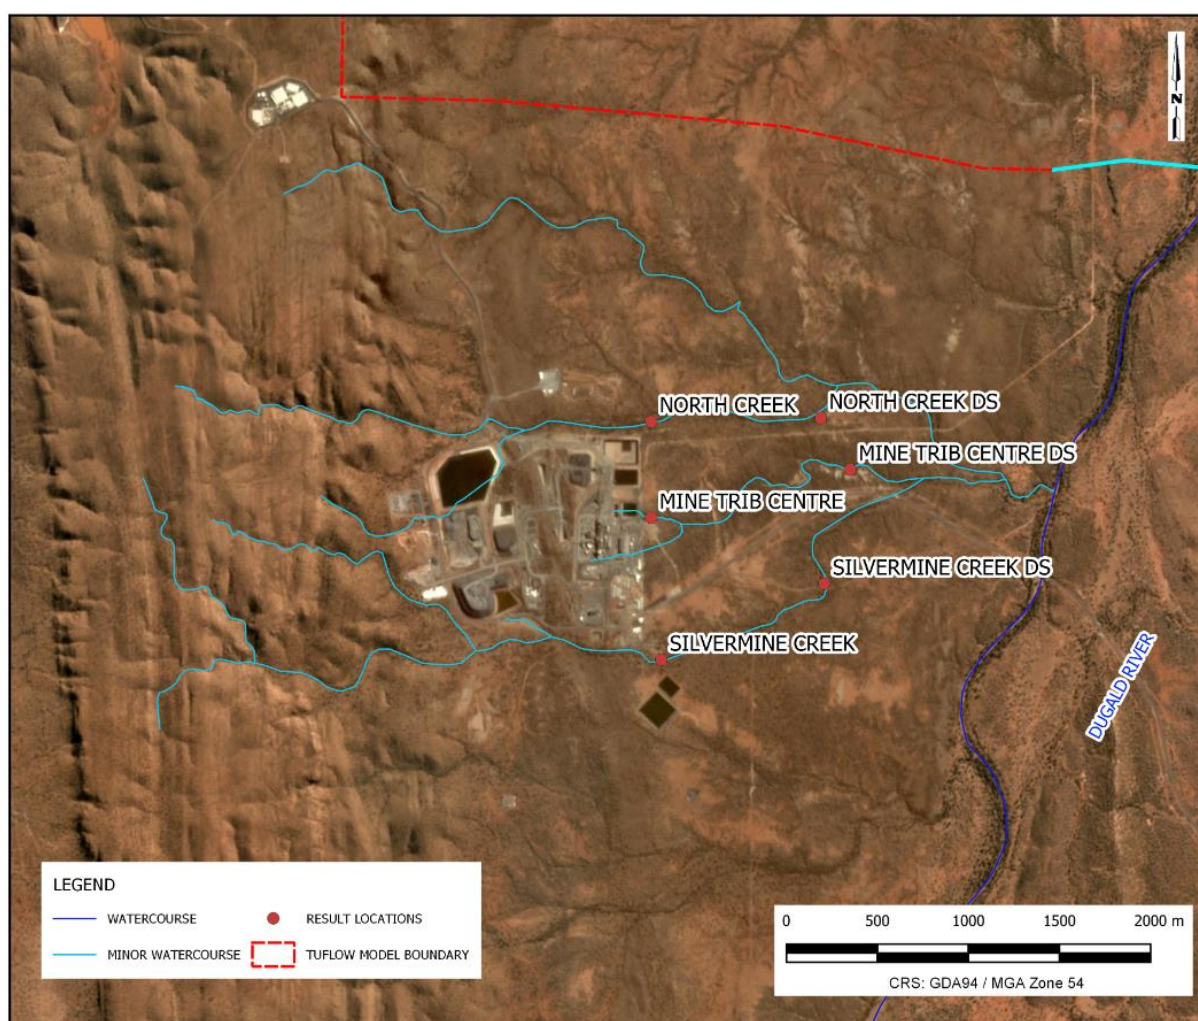 N
NORTH CREEK
NORTH CREEK DS
MINE TRIB CENTRE DS
MINE TRIB CENTRE
SILVERMINE CREEK DS
SILVERMINE CREEK
DUGALD RIVER
LEGEND
WATERCOURSE
RESULT LOCATIONS
MINOR WATERCOURSE
TUFLOW MODEL BOUNDARY
0 500 1000 1500 2000 m
CRS: GDA94 / MGA Zone 54